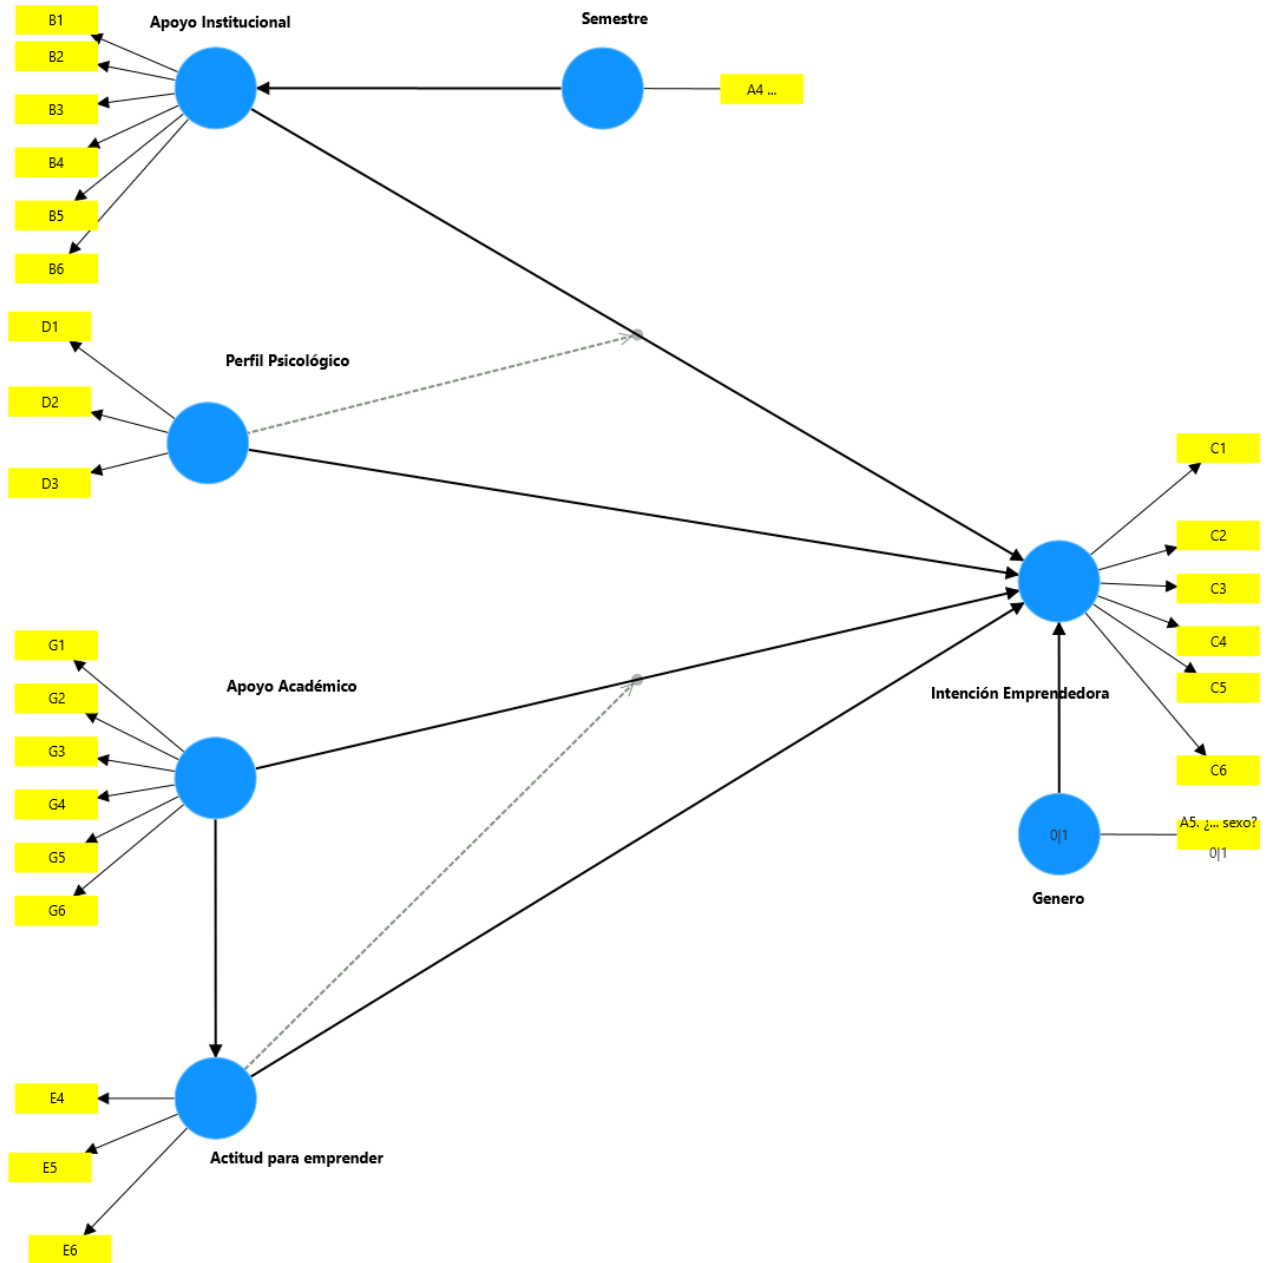 B1
Apoyo Institucional
Semestre
B2
A4 ...
B3
B4
B5
B6
D1
Perfil Psicológico
D2
D3
C1
C2
C3
C4
C5
C6
G1
G2
Apoyo Académico
Intención Emprendedora
G3
G4
G5
G6
0|1
A5. ¿... sexo?
0|1
Genero
E4
E5
Actitud para emprender
E6